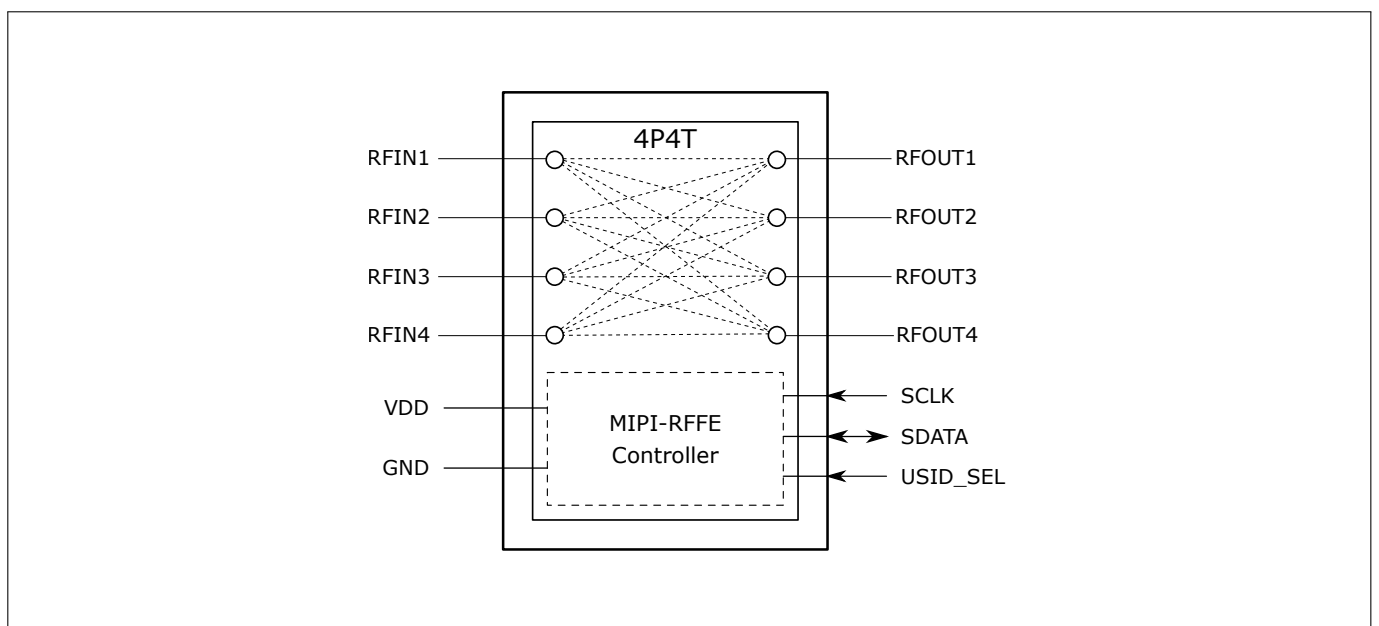 4P4T
RFIN1
RFOUT1
RFIN2
RFOUT2
RFIN3
RFOUT3
RFIN4
RFOUT4
VDD
GND
MIPI-RFFE
Controller
SCLK
SDATA
USID_SEL